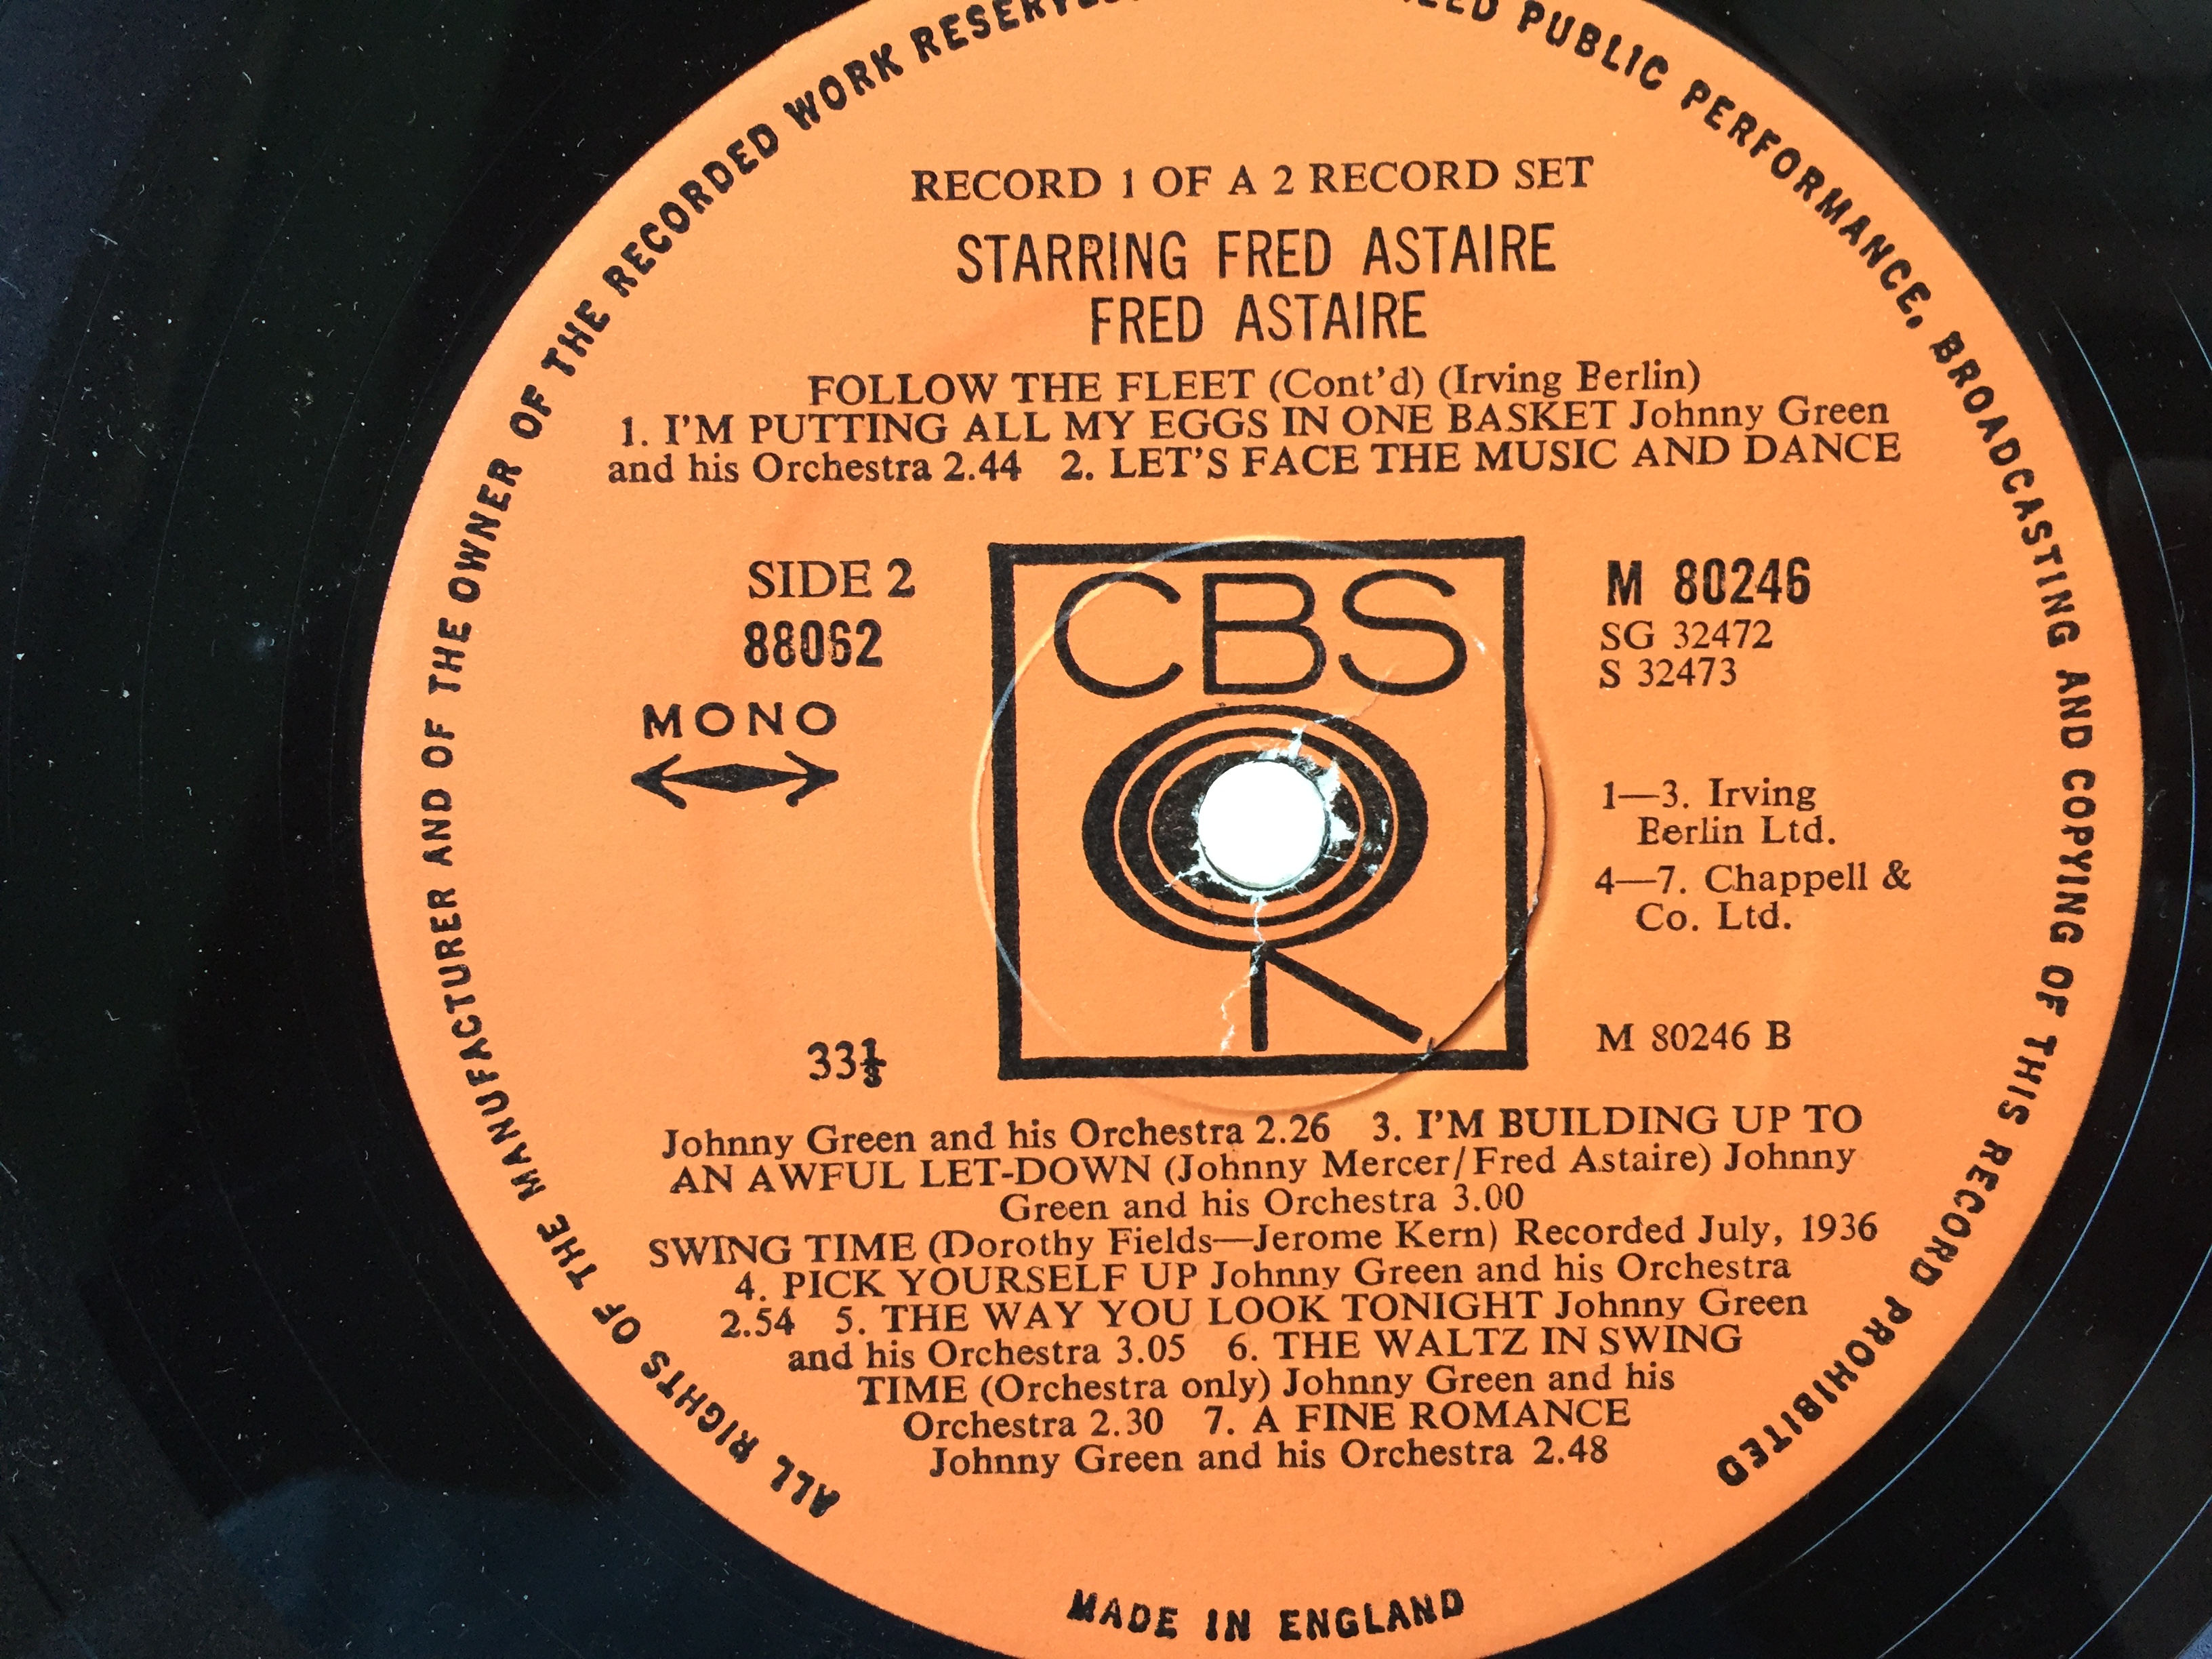 ALL RIGHTS OF THE MANUFACTURER AND OF THE OWNER OF THE RECORDED WORK
PUBLIC PERFORMANCE, BROADCASTING AND COPYING OF THIS RECORD PROHIBITED
RECORD 1 OF A 2 RECORD SET
STARRING FRED ASTAIRE
FRED ASTAIRE
FOLLOW THE FLEET (Cont'd) (Irving Berlin)
1. I'M PUTTING ALL MY EGGS IN ONE BASKET Johnny Green
and his Orchestra 2.44 2. LET'S FACE THE MUSIC AND DANCE
SIDE 2
88062
MONO
33⅓
CBS
M 80246
SG 32472
S 32473
1—3. Irving
Berlin Ltd.
4—7. Chappell &
Co. Ltd.
M 80246 B
Johnny Green and his Orchestra 2.26 3. I'M BUILDING UP TO
AN AWFUL LET-DOWN (Johnny Mercer/Fred Astaire) Johnny
Green and his Orchestra 3.00
SWING TIME (Dorothy Fields—Jerome Kern) Recorded July, 1936
4. PICK YOURSELF UP Johnny Green and his Orchestra
2.54 5. THE WAY YOU LOOK TONIGHT Johnny Green
and his Orchestra 3.05 6. THE WALTZ IN SWING
TIME (Orchestra only) Johnny Green and his
Orchestra 2.30 7. A FINE ROMANCE
Johnny Green and his Orchestra 2.48
MADE IN ENGLAND